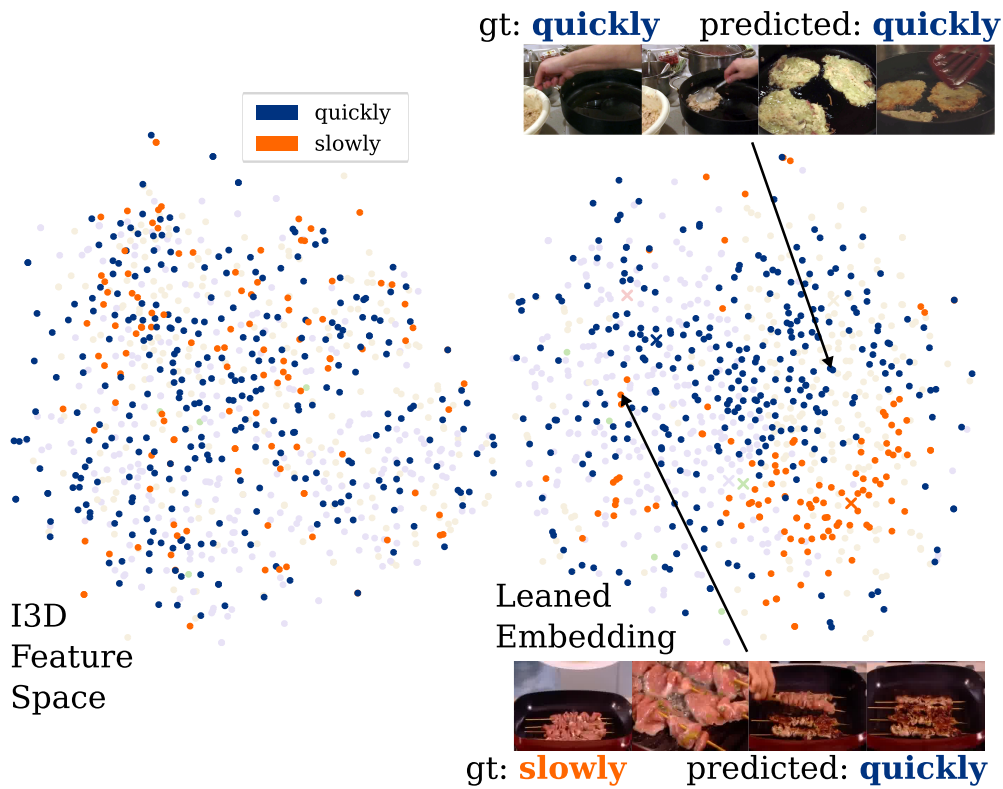 gt: quickly predicted: quickly
quickly
slowly
I3D
Feature
Space
Leaned
Embedding
gt: slowly predicted: quickly